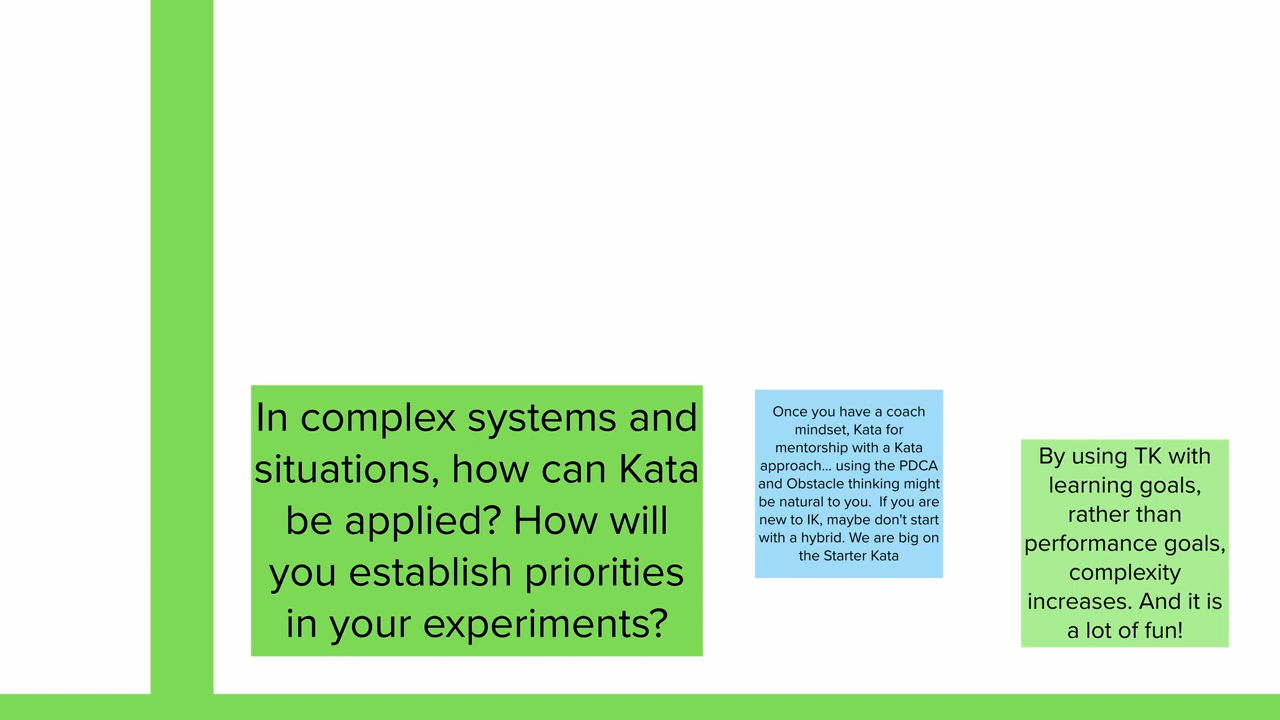 In complex systems and
situations, how can Kata
be applied? How will
you establish priorities
in your experiments?
Once you have a coach
mindset, Kata for
mentorship with a Kata
approach... using the PDCA
and Obstacle thinking might
be natural to you.  If you are
new to IK, maybe don't start
with a hybrid. We are big on
the Starter Kata
By using TK with
learning goals,
rather than
performance goals,
complexity
increases. And it is
a lot of fun!